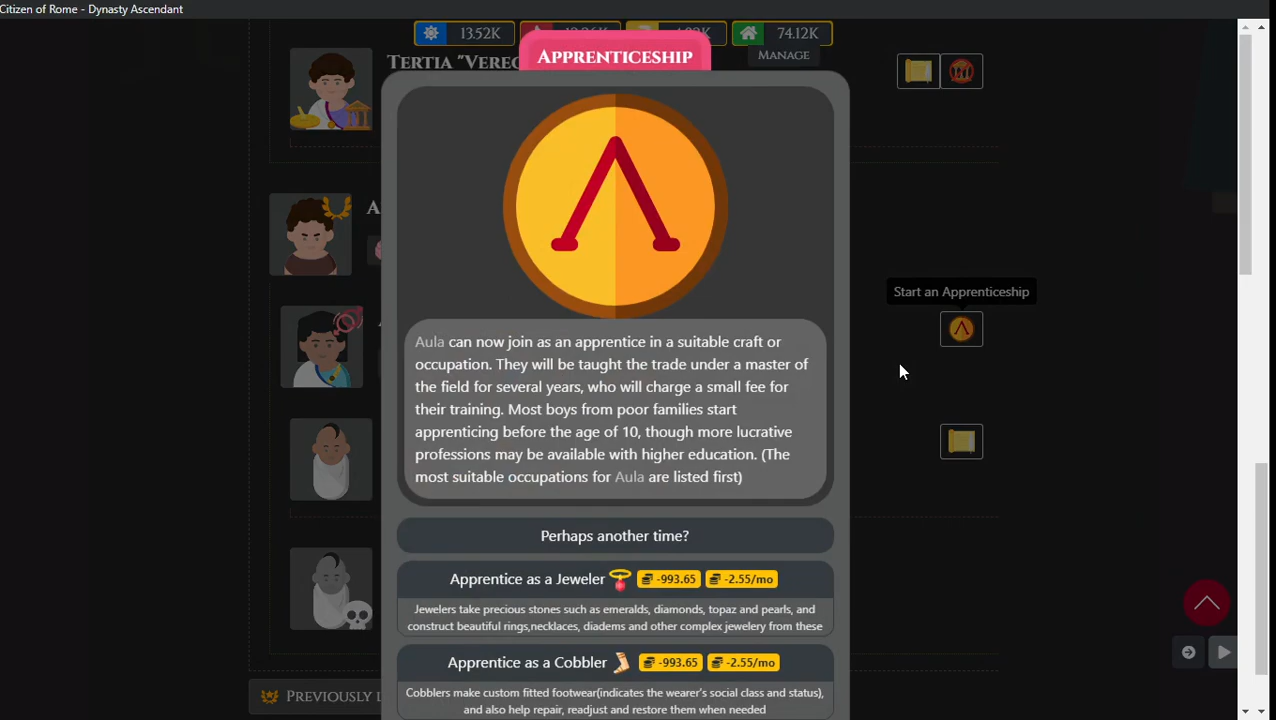 Citizen of Rome - Dynasty Ascendant
13.52K
74.12K
Apprenticeship
Manage
Tertia
Start an Apprenticeship
Aula can now join as an apprentice in a suitable craft or
occupation. They will be taught the trade under a master of
the field for several years, who will charge a small fee for
their training. Most boys from poor families start
apprenticing before the age of 10, though more lucrative
professions may be available with higher education. (The
most suitable occupations for Aula are listed first)
Perhaps another time?
Apprentice as a Jeweler -993.65 -2.55/mo
Jewelers take precious stones such as emeralds, diamonds, topaz and pearls, and
construct beautiful rings,necklaces, diadems and other complex jewelery from these
Apprentice as a Cobbler -993.65 -2.55/mo
Cobblers make custom fitted footwear(indicates the wearer's social class and status),
and also help repair, readjust and restore them when needed
Previously